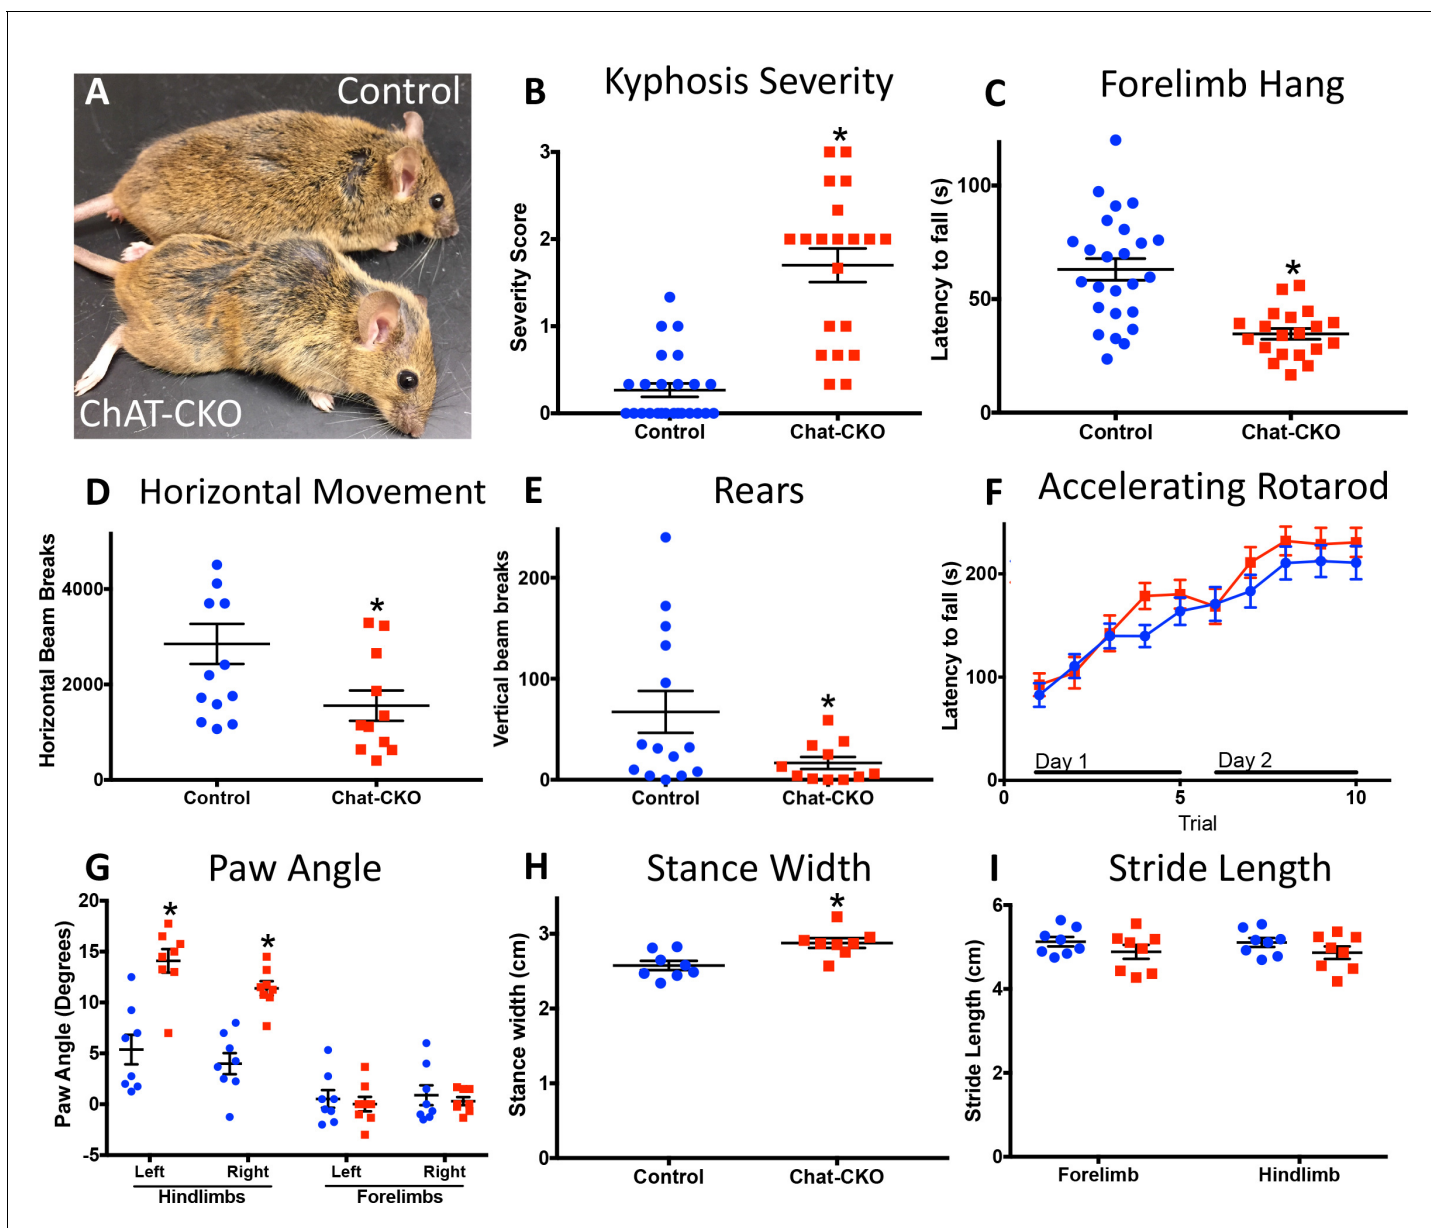 A
Control
ChAT-CKO
B Kyphosis Severity
*
3
2
1
0
Severity Score
Control Chat-CKO
C Forelimb Hang
*
100
50
0
Latency to fall (s)
Control Chat-CKO
D Horizontal Movement
*
4000
2000
0
Horizontal Beam Breaks
Control Chat-CKO
E Rears
*
200
100
0
Vertical beam breaks
Control Chat-CKO
F Accelerating Rotarod
200
100
0
Latency to fall (s)
Day 1 Day 2
0 5 10
Trial
G Paw Angle
* *
20
15
10
5
0
-5
Paw Angle (Degrees)
Left Right Left Right
Hindlimbs Forelimbs
H Stance Width
*
3
2
1
0
Stance width (cm)
Control Chat-CKO
I Stride Length
6
4
2
0
Stride Length (cm)
Forelimb Hindlimb